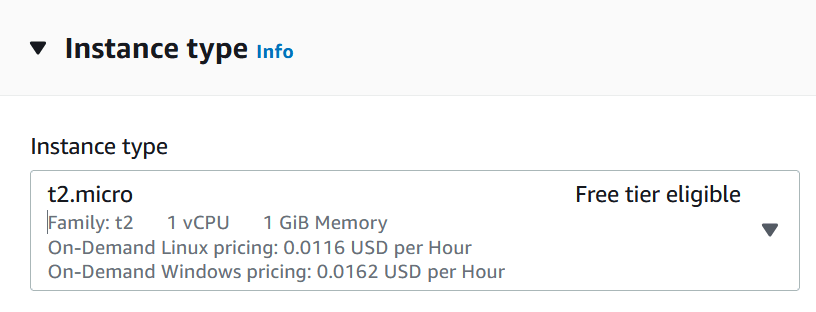 Instance type Info
Instance type
t2.micro Free tier eligible
Family: t2 1 vCPU 1 GiB Memory
On-Demand Linux pricing: 0.0116 USD per Hour
On-Demand Windows pricing: 0.0162 USD per Hour